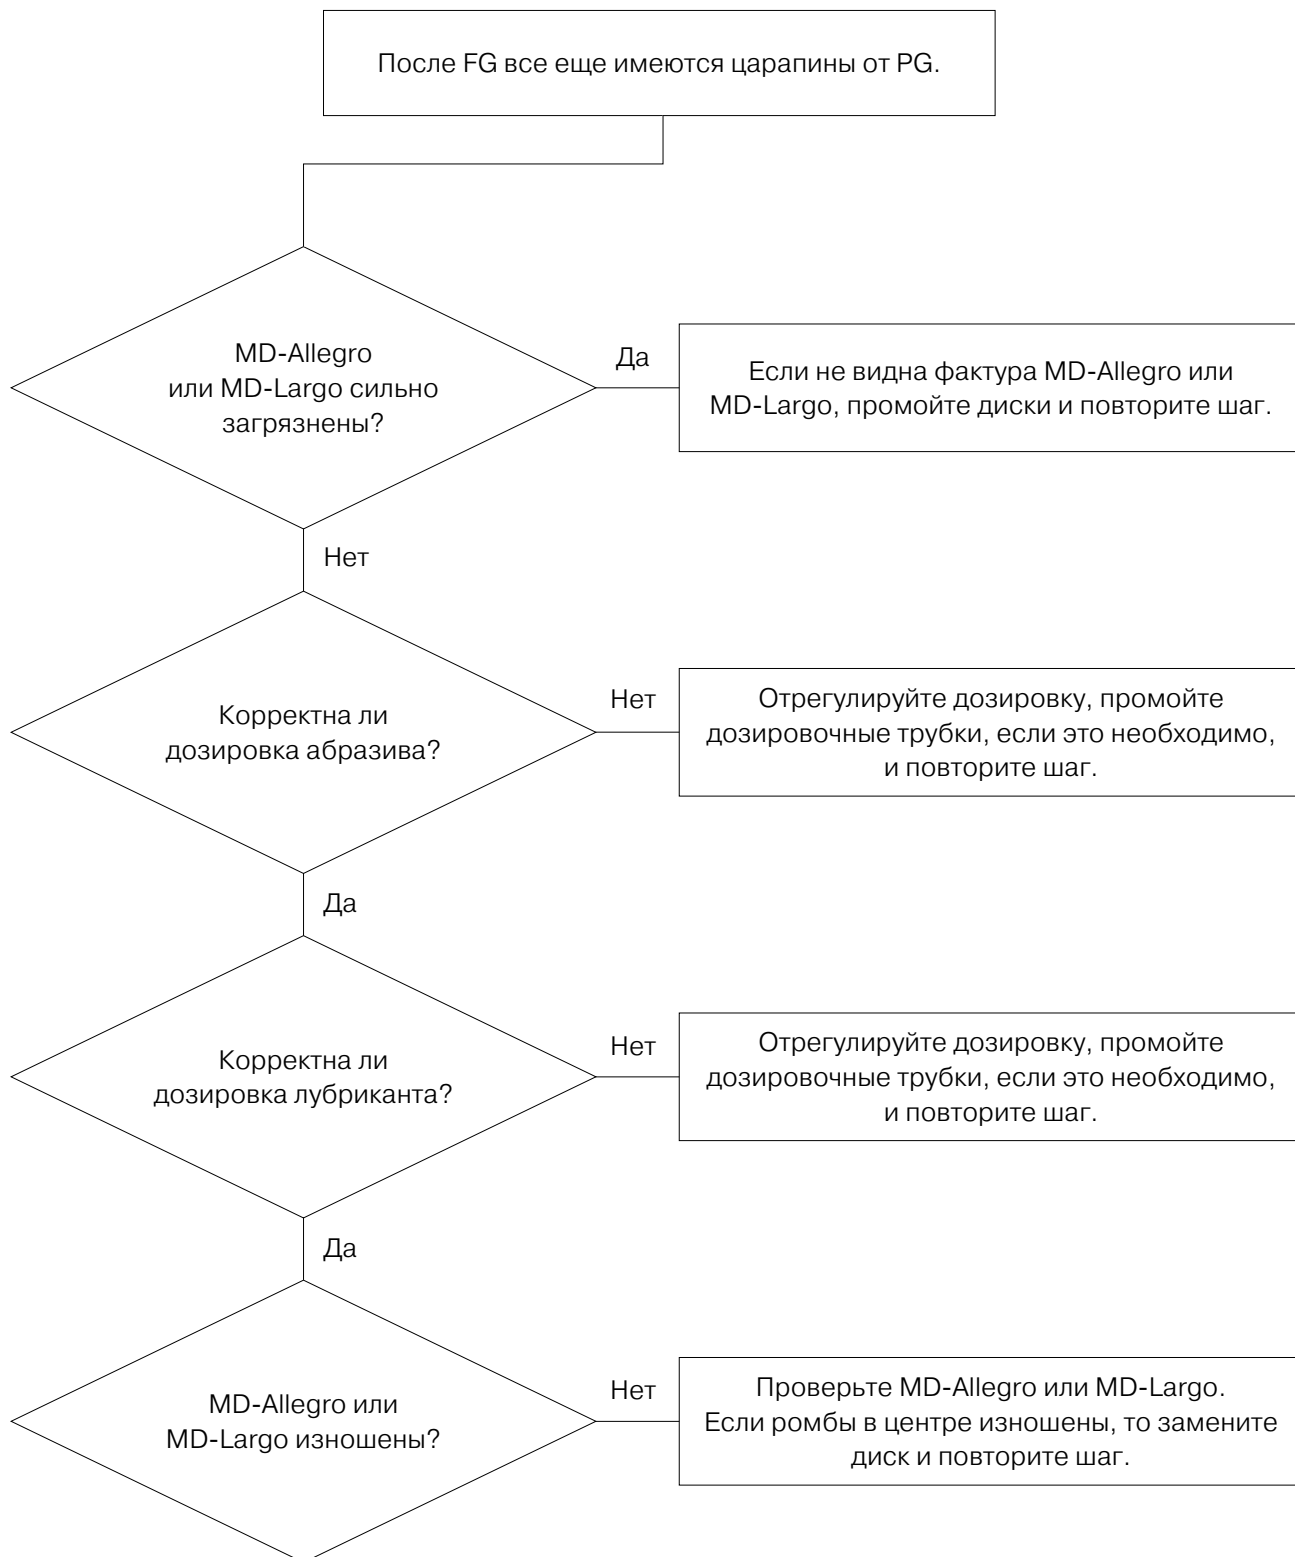 После FG все еще имеются царапины от PG.
MD-Allegro
или MD-Largo сильно
загрязнены?
Да
Если не видна фактура MD-Allegro или
MD-Largo, промойте диски и повторите шаг.
Нет
Корректна ли
дозировка абразива?
Нет
Отрегулируйте дозировку, промойте
дозировочные трубки, если это необходимо,
и повторите шаг.
Да
Корректна ли
дозировка лубриканта?
Нет
Отрегулируйте дозировку, промойте
дозировочные трубки, если это необходимо,
и повторите шаг.
Да
MD-Allegro или
MD-Largo изношены?
Нет
Проверьте MD-Allegro или MD-Largo.
Если ромбы в центре изношены, то замените
диск и повторите шаг.